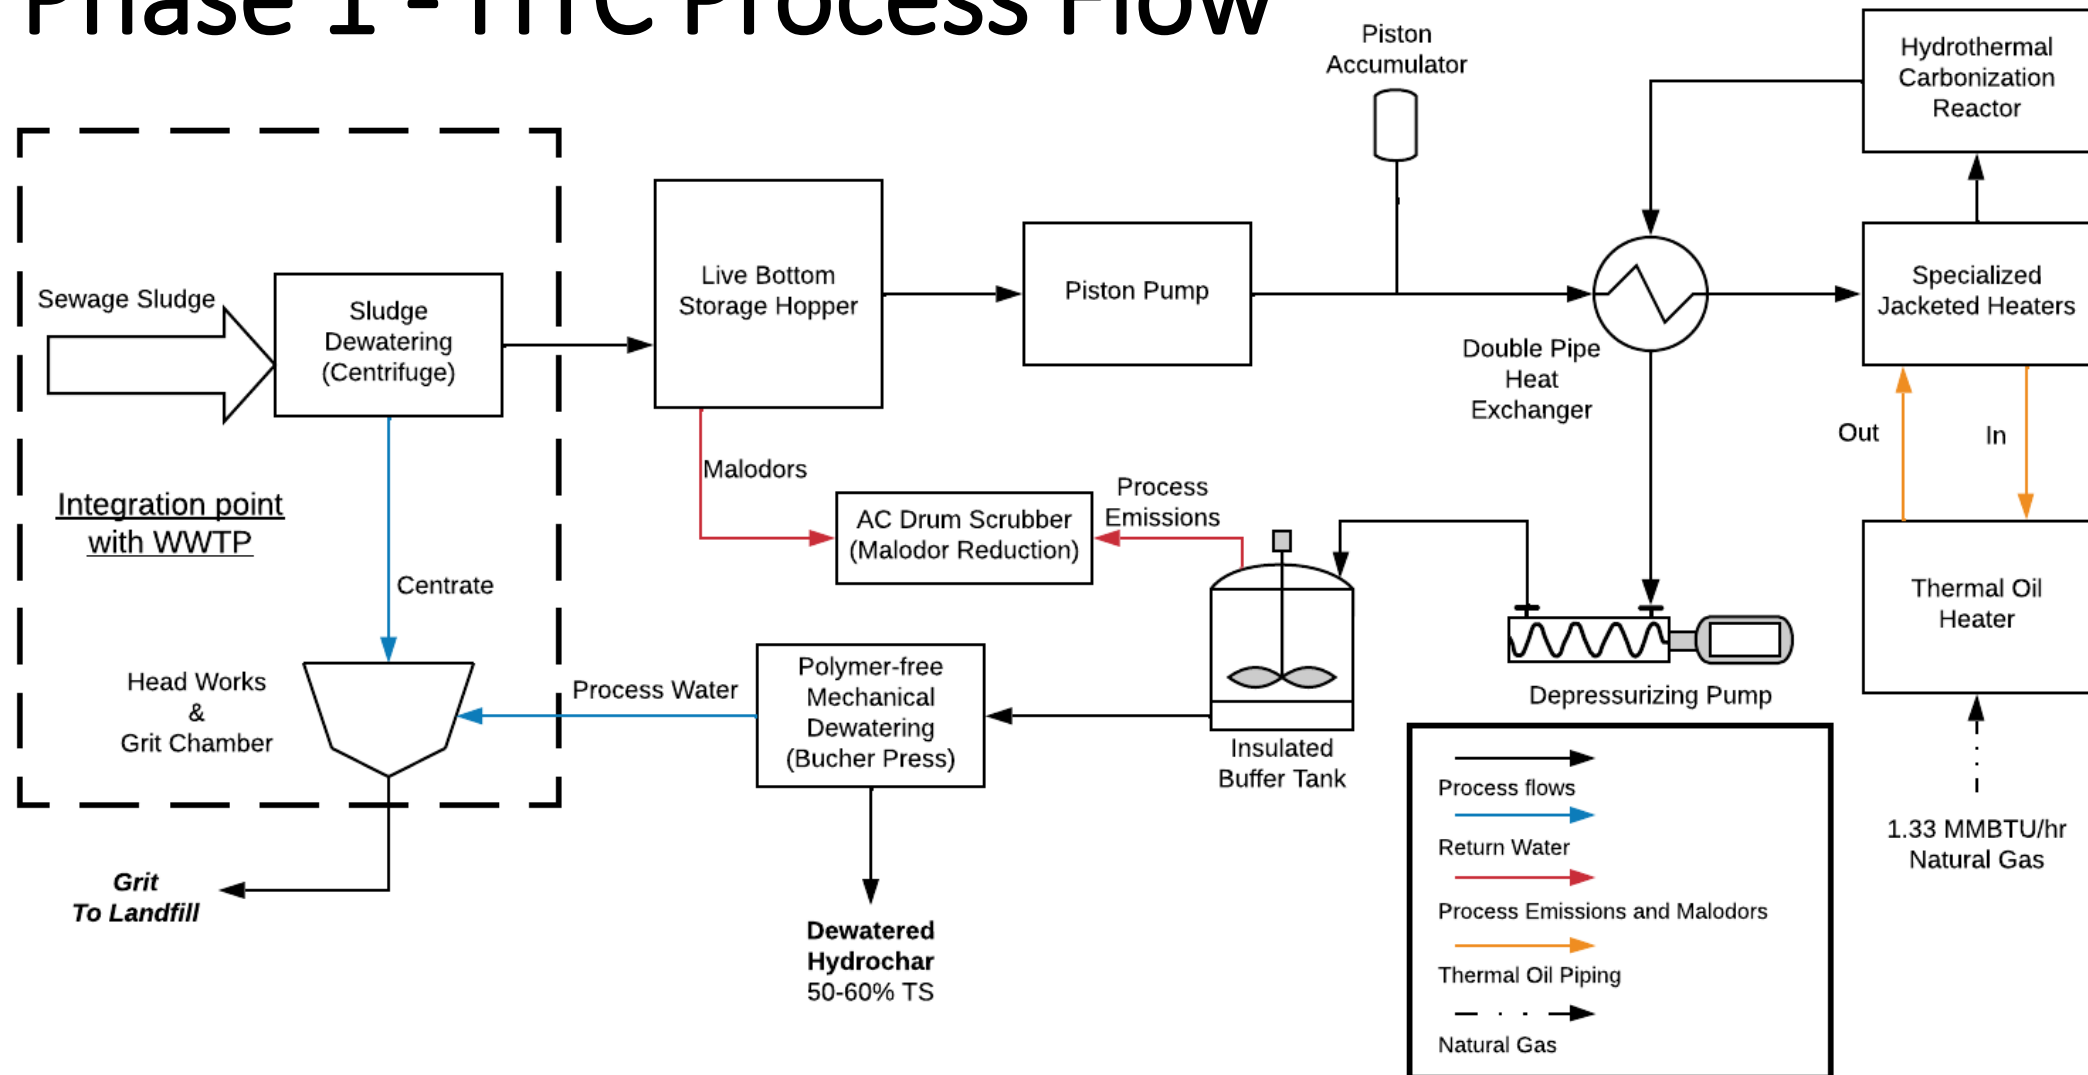 Phase 1 - HTC Process Flow
Piston
Accumulator
Hydrothermal
Carbonization
Reactor
Sewage Sludge
Sludge
Dewatering
(Centrifuge)
Live Bottom
Storage Hopper
Piston Pump
Specialized
Jacketed Heaters
Double Pipe
Heat
Exchanger
Out
In
Malodors
Process
Emissions
AC Drum Scrubber
(Malodor Reduction)
Integration point
with WWTP
Centrate
Thermal Oil
Heater
Head Works
&
Grit Chamber
Process Water
Polymer-free
Mechanical
Dewatering
(Bucher Press)
Insulated
Buffer Tank
Depressurizing Pump
1.33 MMBTU/hr
Natural Gas
Grit
To Landfill
Dewatered
Hydrochar
50-60% TS
Process flows
Return Water
Process Emissions and Malodors
Thermal Oil Piping
Natural Gas